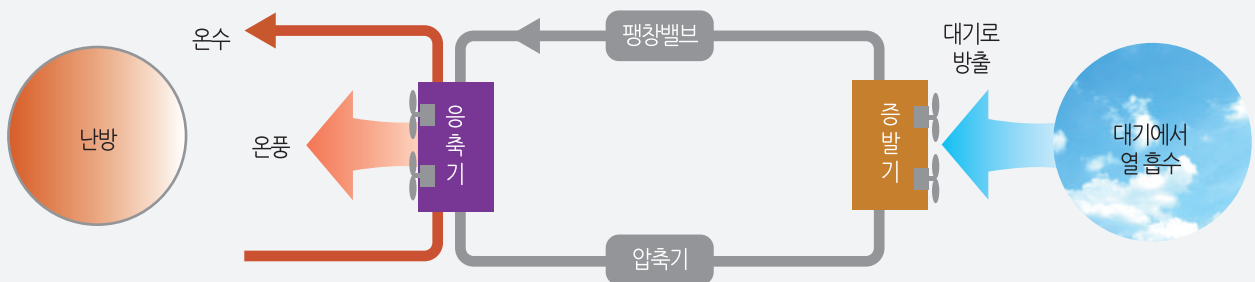 온수
팽창밸브
대기로
방출
난방
온풍
응
축
기
증
발
기
대기에서
열 흡수
압축기